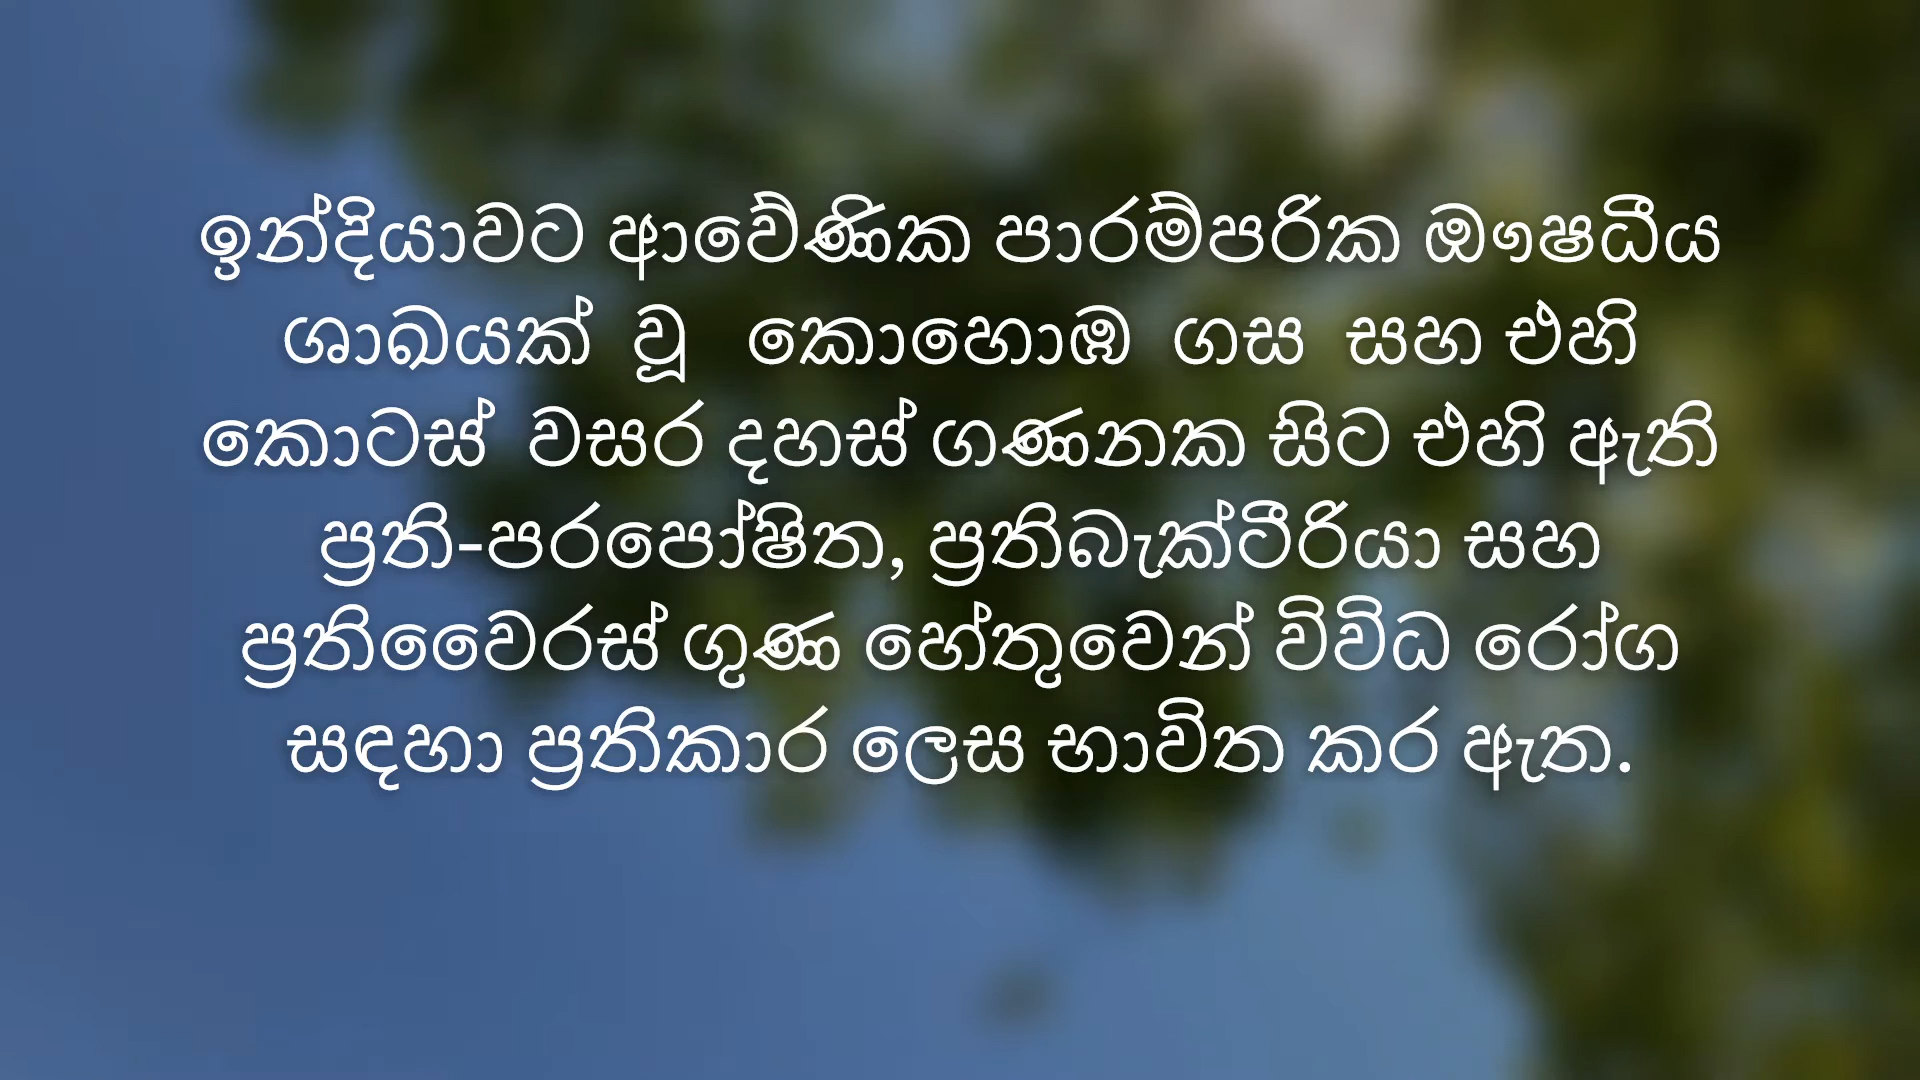 ඉන්දියාවට ආවේණික පාරම්පරික ඖෂධීය
ශාඛයක් වූ කොහොඹ ගස සහ එහි
කොටස් වසර දහස් ගණනක සිට එහි ඇති
ප්‍රති-පරපෝෂිත, ප්‍රතිබැක්ටීරියා සහ
ප්‍රතිවෛරස් ගුණ හේතුවෙන් විවිධ රෝග
සඳහා ප්‍රතිකාර ලෙස භාවිත කර ඇත.